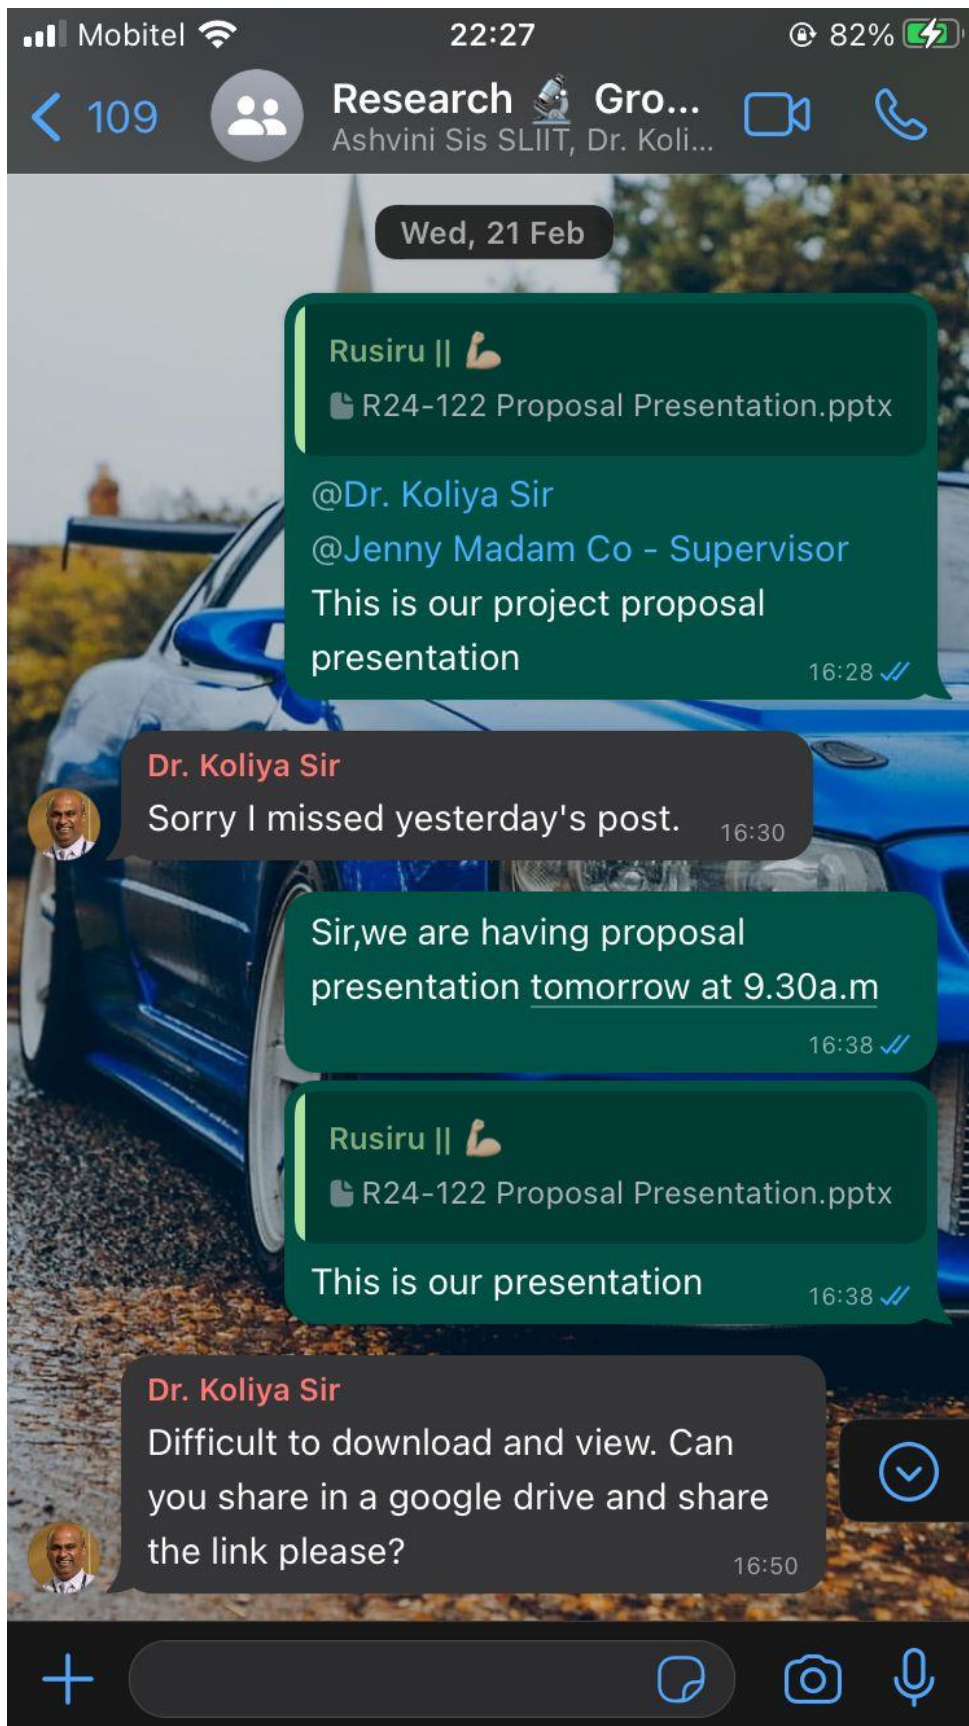 Mobitel 22:27 82%
109 Research 🔬 Gro...
Ashvini Sis SLIIT, Dr. Koli...
Wed, 21 Feb
Rusiru || 💪🏼
R24-122 Proposal Presentation.pptx
@Dr. Koliya Sir
@Jenny Madam Co - Supervisor
This is our project proposal
presentation 16:28
Dr. Koliya Sir
Sorry I missed yesterday's post. 16:30
Sir,we are having proposal
presentation tomorrow at 9.30a.m
16:38
Rusiru || 💪🏼
R24-122 Proposal Presentation.pptx
This is our presentation 16:38
Dr. Koliya Sir
Difficult to download and view. Can
you share in a google drive and share
the link please? 16:50